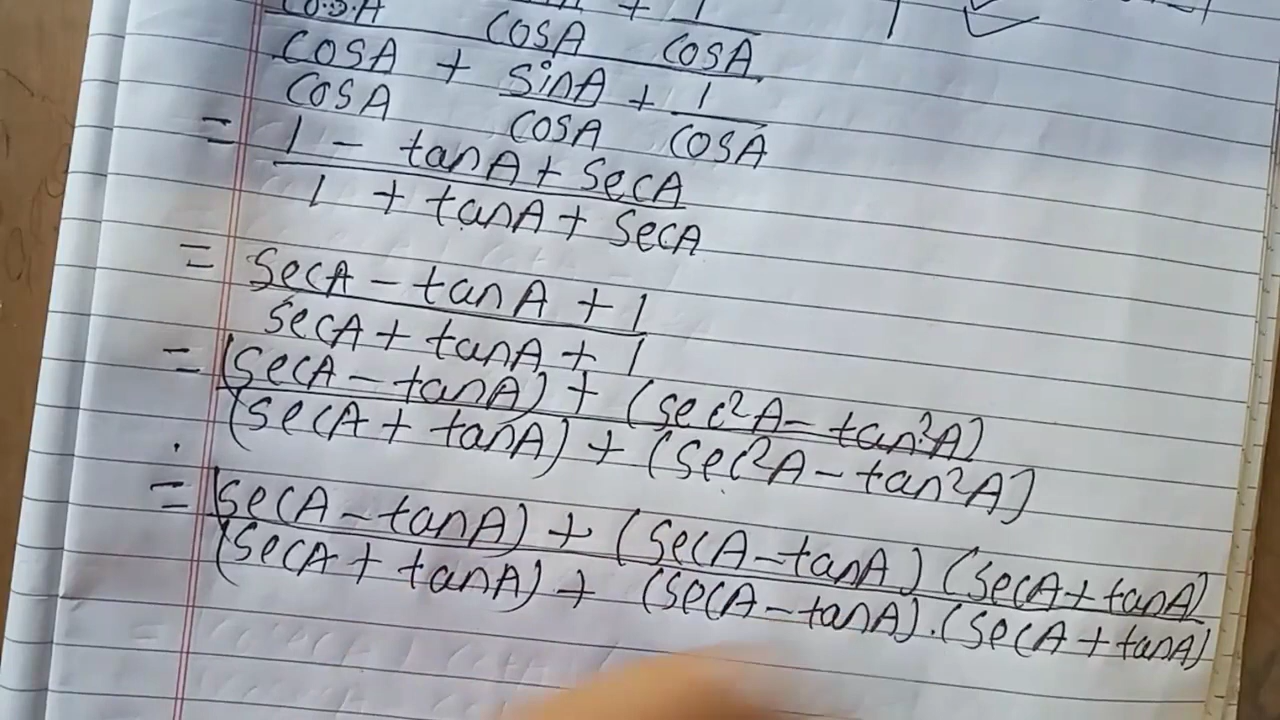 + 1
cosA cosA
cosA + sinA + 1
cosA cosA cosA
= 1 - tanA + secA
1 + tanA + secA
= secA - tanA + 1
secA + tanA + 1
= (secA - tanA) + (sec²A - tan²A)
(secA + tanA) + (sec²A - tan²A)
= (secA - tanA) + (secA - tanA) (secA + tanA)
(secA + tanA) + (secA - tanA).(secA + tanA)